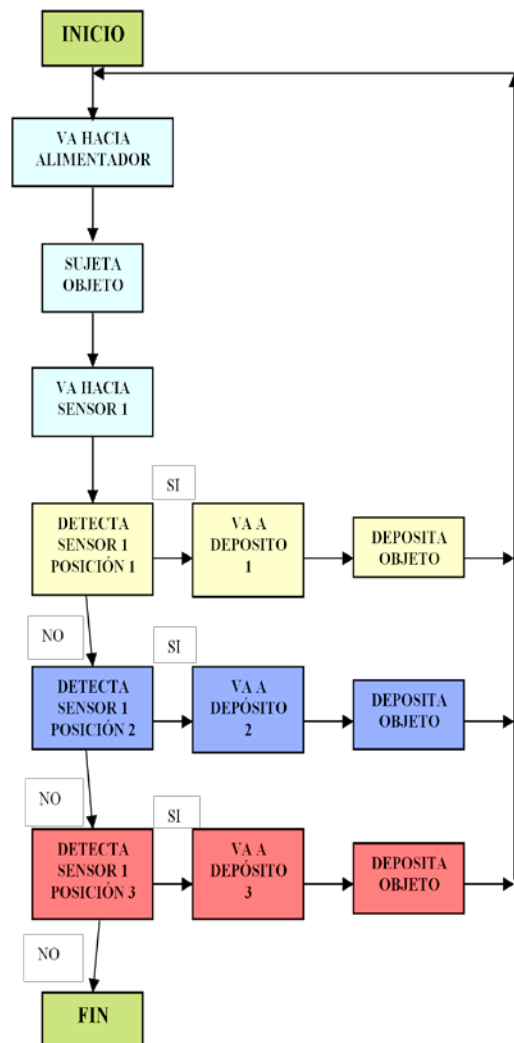 INICIO
VA HACIA
ALIMENTADOR
SUJETA
OBJETO
VA HACIA
SENSOR 1
SI
DETECTA
SENSOR 1
POSICIÓN 1
VA A
DEPOSITO
1
DEPOSITA
OBJETO
NO
SI
DETECTA
SENSOR 1
POSICIÓN 2
VA A
DEPÓSITO
2
DEPOSITA
OBJETO
NO
SI
DETECTA
SENSOR 1
POSICIÓN 3
VA A
DEPÓSITO
3
DEPOSITA
OBJETO
NO
FIN